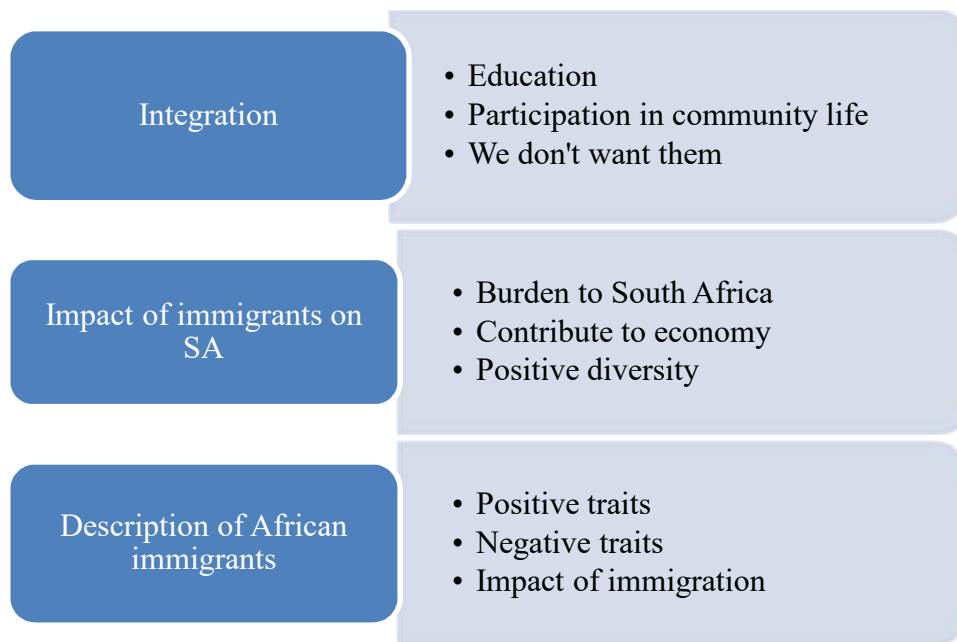 Integration
• Education
• Participation in community life
• We don't want them
Impact of immigrants on
SA
• Burden to South Africa
• Contribute to economy
• Positive diversity
Description of African
immigrants
• Positive traits
• Negative traits
• Impact of immigration